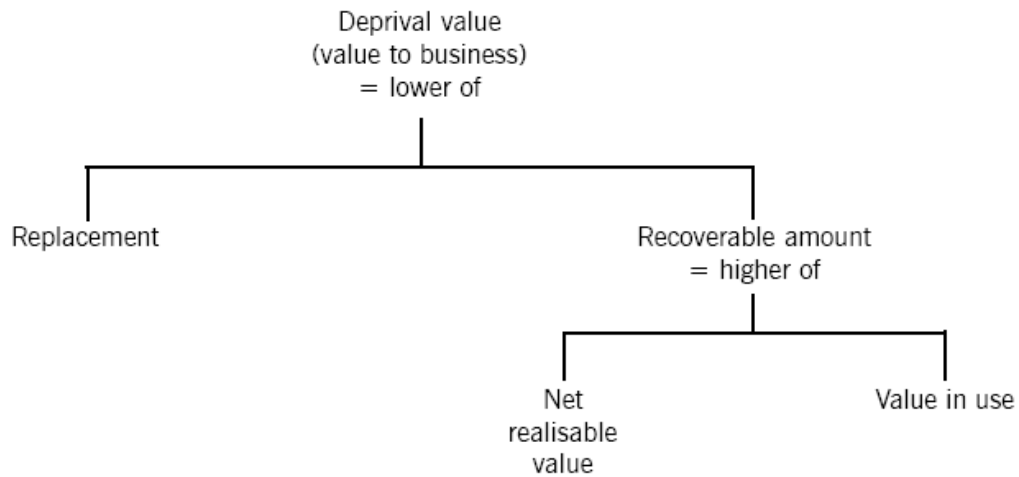 Deprival value
(value to business)
= lower of
Replacement
Recoverable amount
= higher of
Net
realisable
value
Value in use